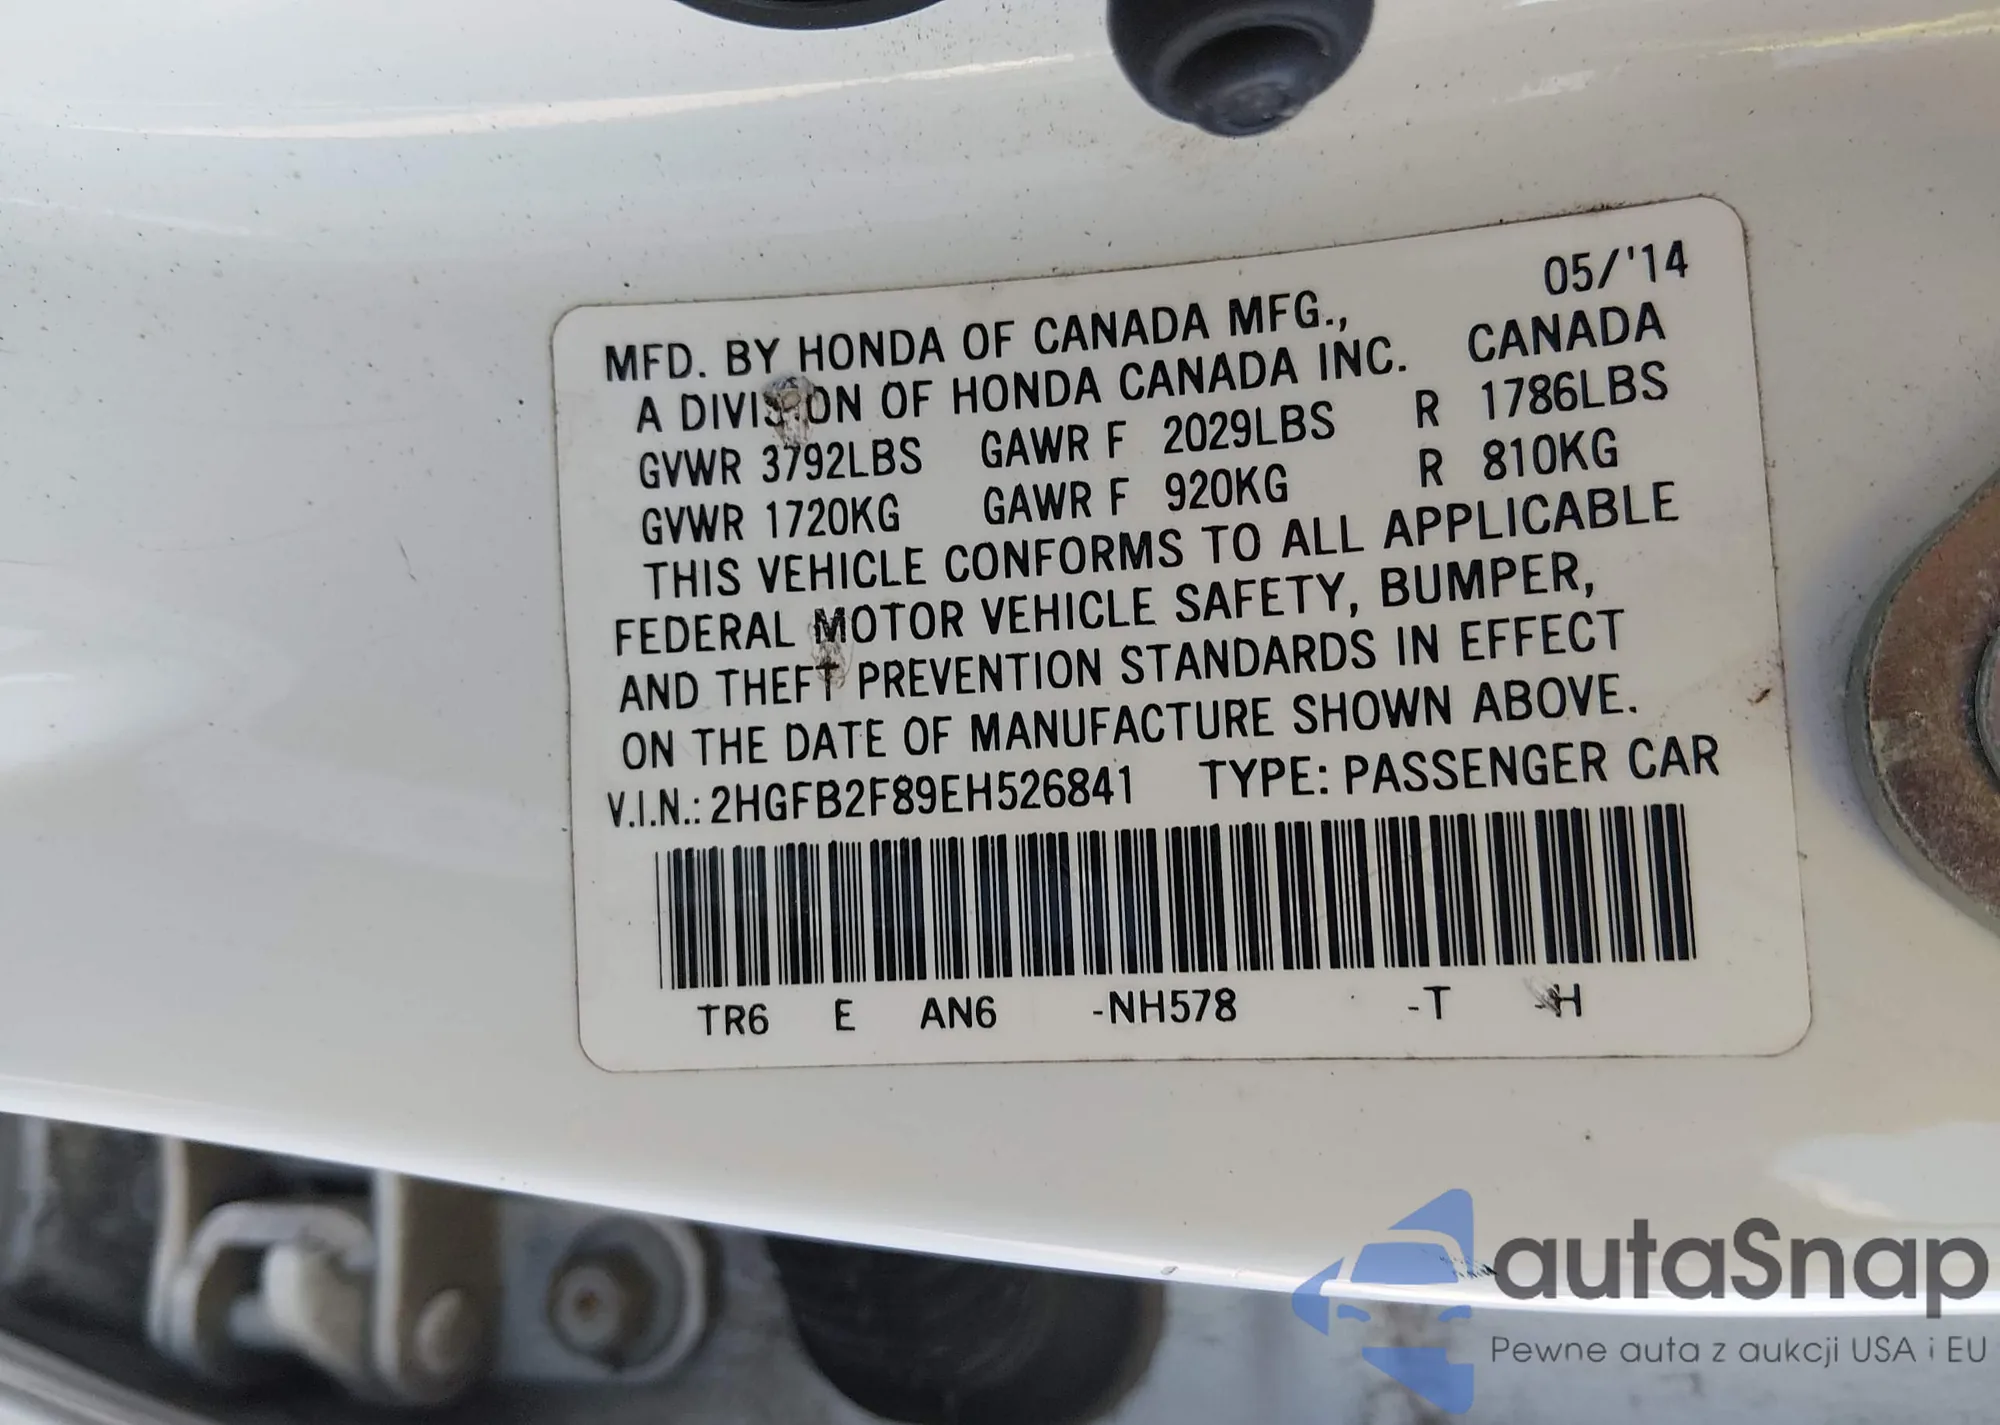 05/'14
MFD. BY HONDA OF CANADA MFG.,
A DIVISION OF HONDA CANADA INC. CANADA
GVWR 3792LBS GAWR F 2029LBS R 1786LBS
GVWR 1720KG GAWR F 920KG R 810KG
THIS VEHICLE CONFORMS TO ALL APPLICABLE
FEDERAL MOTOR VEHICLE SAFETY, BUMPER,
AND THEFT PREVENTION STANDARDS IN EFFECT
ON THE DATE OF MANUFACTURE SHOWN ABOVE.
V.I.N.: 2HGFB2F89EH526841 TYPE: PASSENGER CAR
TR6 E AN6 -NH578 -T -H
autaSnap
Pewne auta z aukcji USA i EU